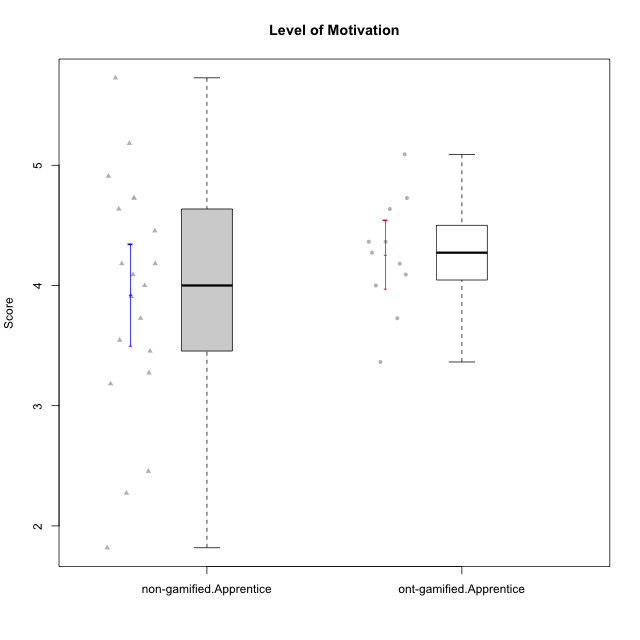 Level of Motivation
Score
5
4
3
2
non-gamified.Apprentice
ont-gamified.Apprentice